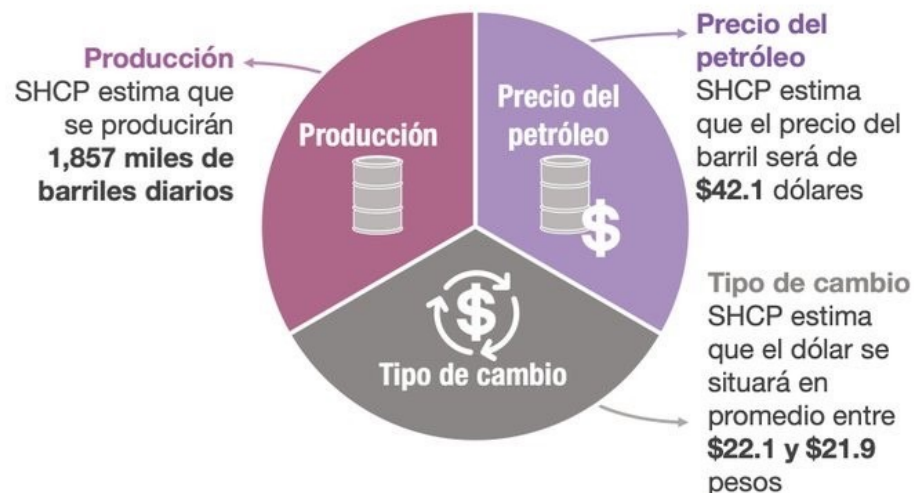 Producción
SHCP estima que
se producirán
1,857 miles de
barriles diarios
Producción
Precio del
petróleo
Precio del
petróleo
SHCP estima
que el precio del
barril será de
$42.1 dólares
$
$
Tipo de cambio
Tipo de cambio
SHCP estima
que el dólar se
situará en
promedio entre
$22.1 y $21.9
pesos